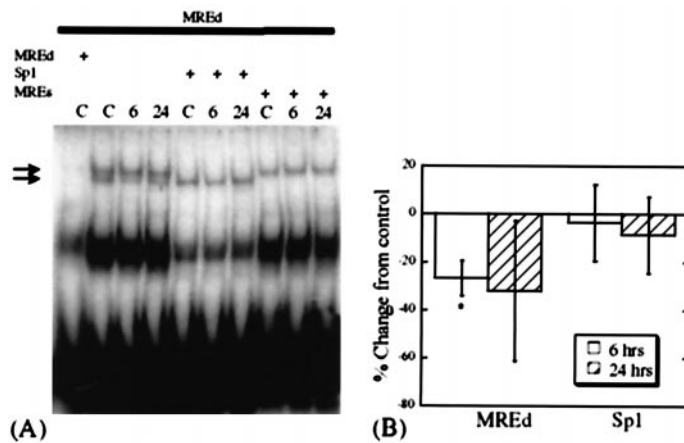 MREd
MREd +
Sp1 + + +
MREs + + +
C C 6 24 C 6 24 C 6 24
(A)
20
0
-20
-40
-60
-80
% Change from control
*
6 hrs
24 hrs
MREd Sp1
(B)